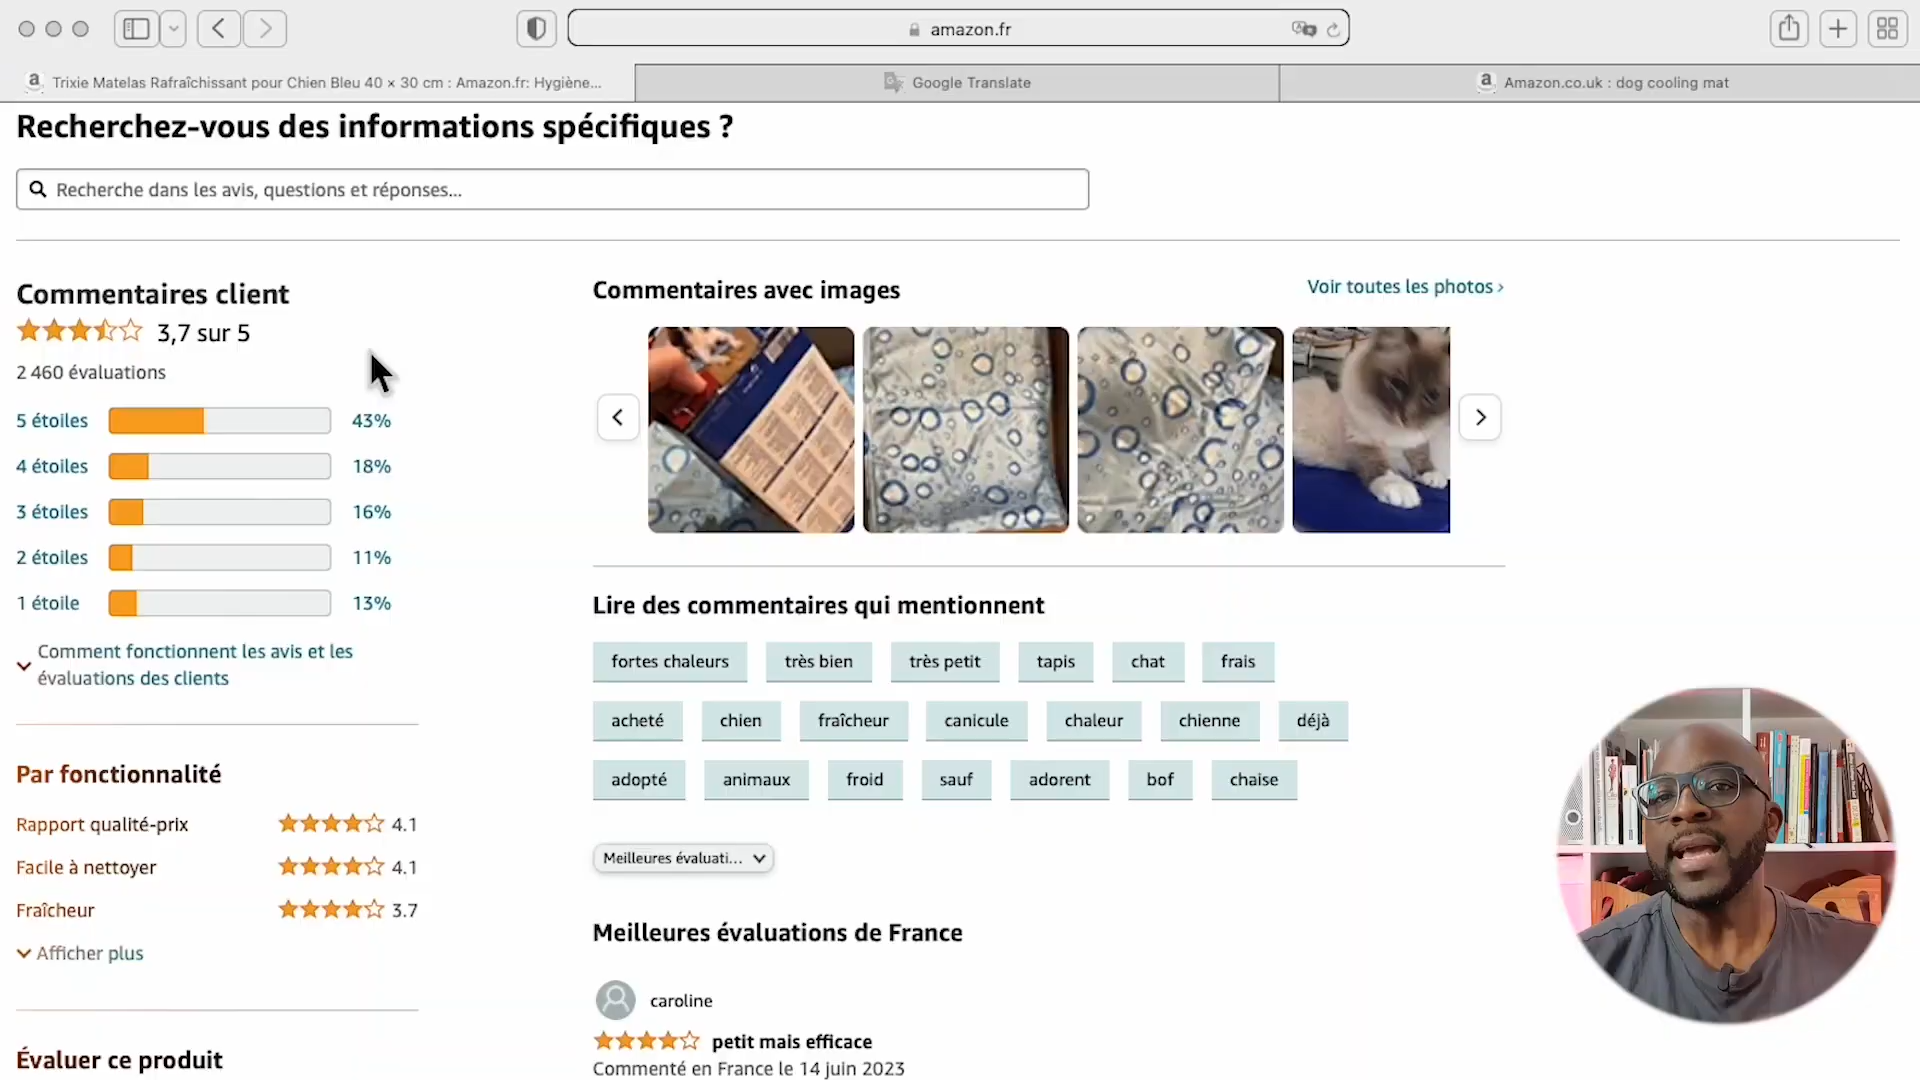 amazon.fr
Trixie Matelas Rafraîchissant pour Chien Bleu 40 × 30 cm : Amazon.fr: Hygiène...
Google Translate
Amazon.co.uk : dog cooling mat
Recherchez-vous des informations spécifiques ?
Recherche dans les avis, questions et réponses...
Commentaires client
3,7 sur 5
2 460 évaluations
5 étoiles 43%
4 étoiles 18%
3 étoiles 16%
2 étoiles 11%
1 étoile 13%
Comment fonctionnent les avis et les
évaluations des clients
Par fonctionnalité
Rapport qualité-prix 4.1
Facile à nettoyer 4.1
Fraîcheur 3.7
Afficher plus
Évaluer ce produit
Commentaires avec images
Voir toutes les photos ›
Lire des commentaires qui mentionnent
fortes chaleurs très bien très petit tapis chat frais
acheté chien fraîcheur canicule chaleur chienne déjà
adopté animaux froid sauf adorent bof chaise
Meilleures évaluati...
Meilleures évaluations de France
caroline
petit mais efficace
Commenté en France le 14 juin 2023